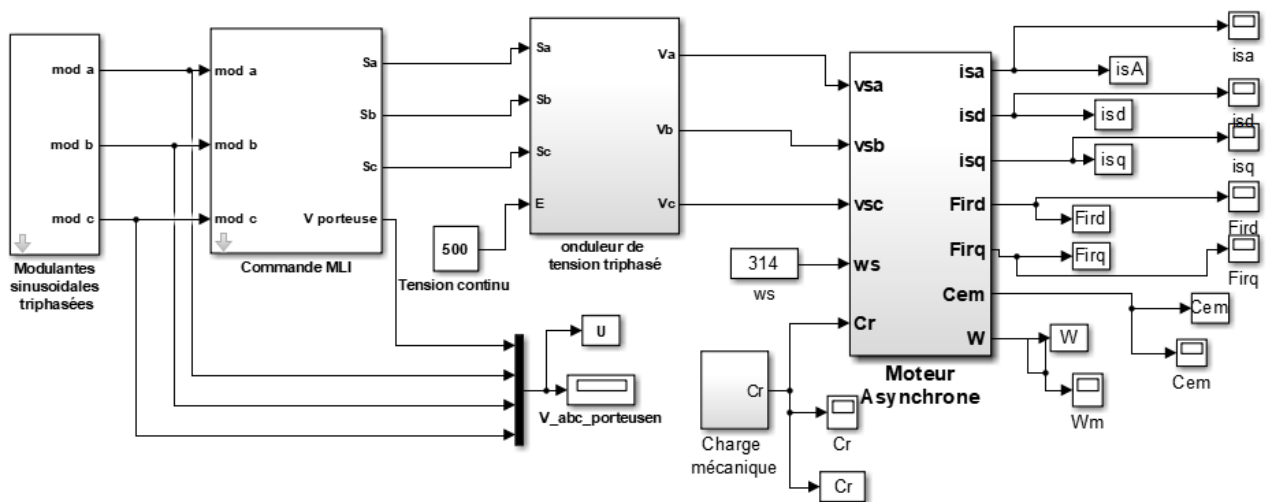 mod a
mod b
mod c
Modulantes
sinusoidales
triphasées
mod a
mod b
mod c
Sa
Sb
Sc
V porteuse
Commande MLI
500
Tension continu
Sa
Sb
Sc
E
Va
Vb
Vc
onduleur de
tension triphasé
U
V_abc_porteusen
314
ws
Cr
Charge
mécanique
Cr
Cr
vsa
vsb
vsc
ws
Cr
isa
isd
isq
Fird
Firq
Cem
W
Moteur
Asynchrone
isa
isA
isd
isd
isq
isq
Fird
Fird
Firq
Firq
Cem
Cem
W
Wm